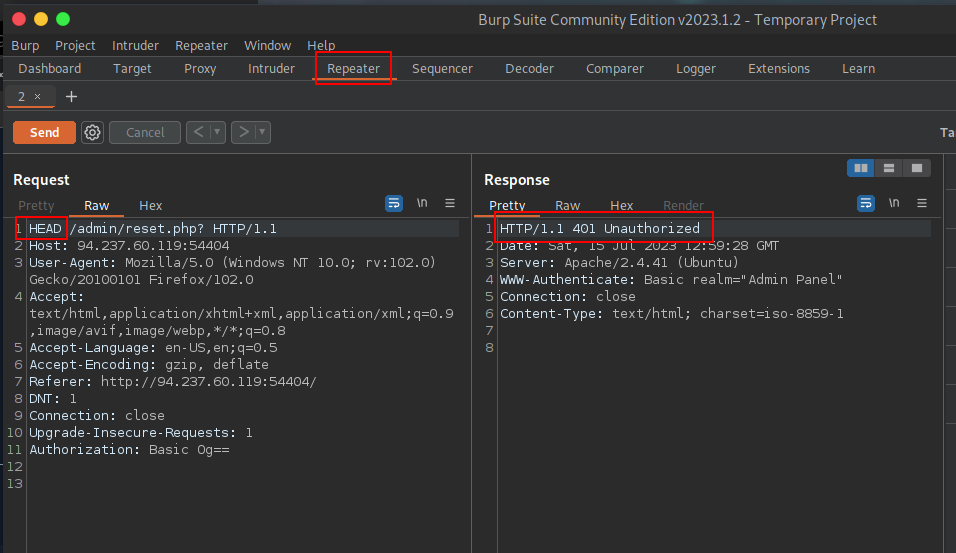 Burp Suite Community Edition v2023.1.2 - Temporary Project
Burp Project Intruder Repeater Window Help
Dashboard Target Proxy Intruder Repeater Sequencer Decoder Comparer Logger Extensions Learn
2 × +
Send Cancel < >
Request
Pretty Raw Hex \n
1 HEAD /admin/reset.php? HTTP/1.1
2 Host: 94.237.60.119:54404
3 User-Agent: Mozilla/5.0 (Windows NT 10.0; rv:102.0)
Gecko/20100101 Firefox/102.0
4 Accept:
text/html,application/xhtml+xml,application/xml;q=0.9
,image/avif,image/webp,*/*;q=0.8
5 Accept-Language: en-US,en;q=0.5
6 Accept-Encoding: gzip, deflate
7 Referer: http://94.237.60.119:54404/
8 DNT: 1
9 Connection: close
10 Upgrade-Insecure-Requests: 1
11 Authorization: Basic Og==
12
13
Response
Pretty Raw Hex Render \n
1 HTTP/1.1 401 Unauthorized
2 Date: Sat, 15 Jul 2023 12:59:28 GMT
3 Server: Apache/2.4.41 (Ubuntu)
4 WWW-Authenticate: Basic realm="Admin Panel"
5 Connection: close
6 Content-Type: text/html; charset=iso-8859-1
7
8